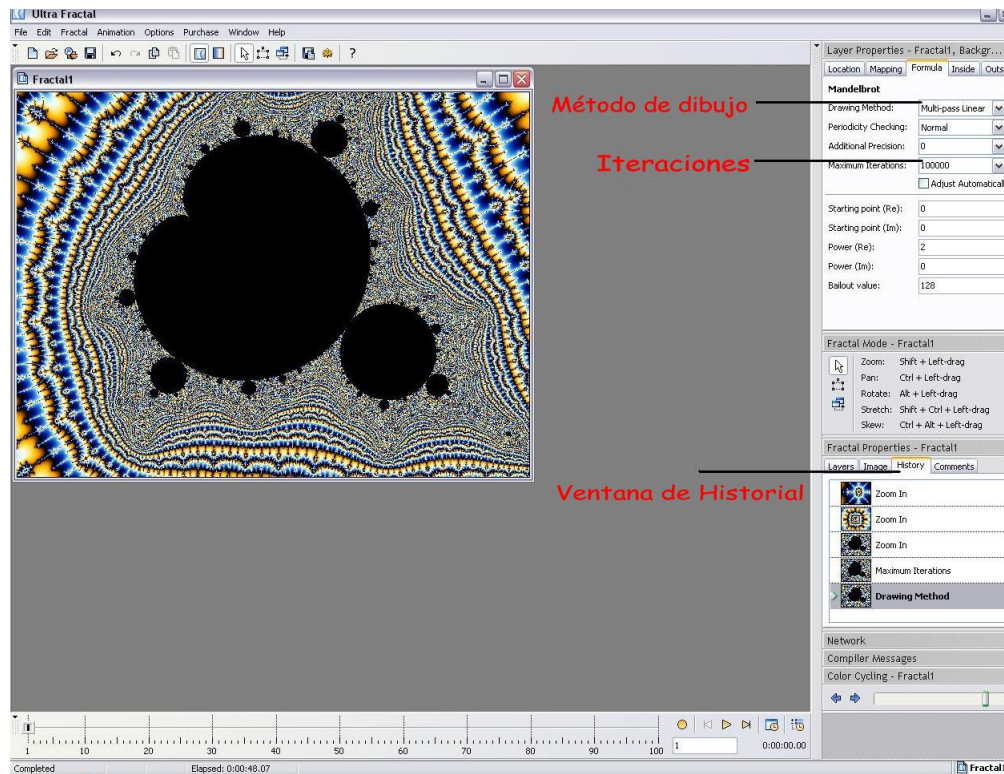 Ultra Fractal
File Edit Fractal Animation Options Purchase Window Help
?
Fractal1
Método de dibujo
Iteraciones
Ventana de Historial
Layer Properties - Fractal1, Backgr...
Location Mapping Formula Inside Outs
Mandelbrot
Drawing Method: Multi-pass Linear
Periodicity Checking: Normal
Additional Precision: 0
Maximum Iterations: 100000
Adjust Automatical
Starting point (Re): 0
Starting point (Im): 0
Power (Re): 2
Power (Im): 0
Bailout value: 128
Fractal Mode - Fractal1
Zoom: Shift + Left-drag
Pan: Ctrl + Left-drag
Rotate: Alt + Left-drag
Stretch: Shift + Ctrl + Left-drag
Skew: Ctrl + Alt + Left-drag
Fractal Properties - Fractal1
Layers Image History Comments
Zoom In
Zoom In
Zoom In
Maximum Iterations
Drawing Method
Network
Compiler Messages
Color Cycling - Fractal1
1 10 20 30 40 50 60 70 80 90 100
1 0:00:00.00
Completed Elapsed: 0:00:48.07 Fractal1